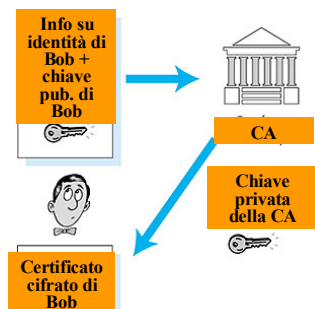 Info su
identità di
Bob +
chiave
pub. di
Bob
CA
Chiave
privata
della CA
Certificato
cifrato di
Bob